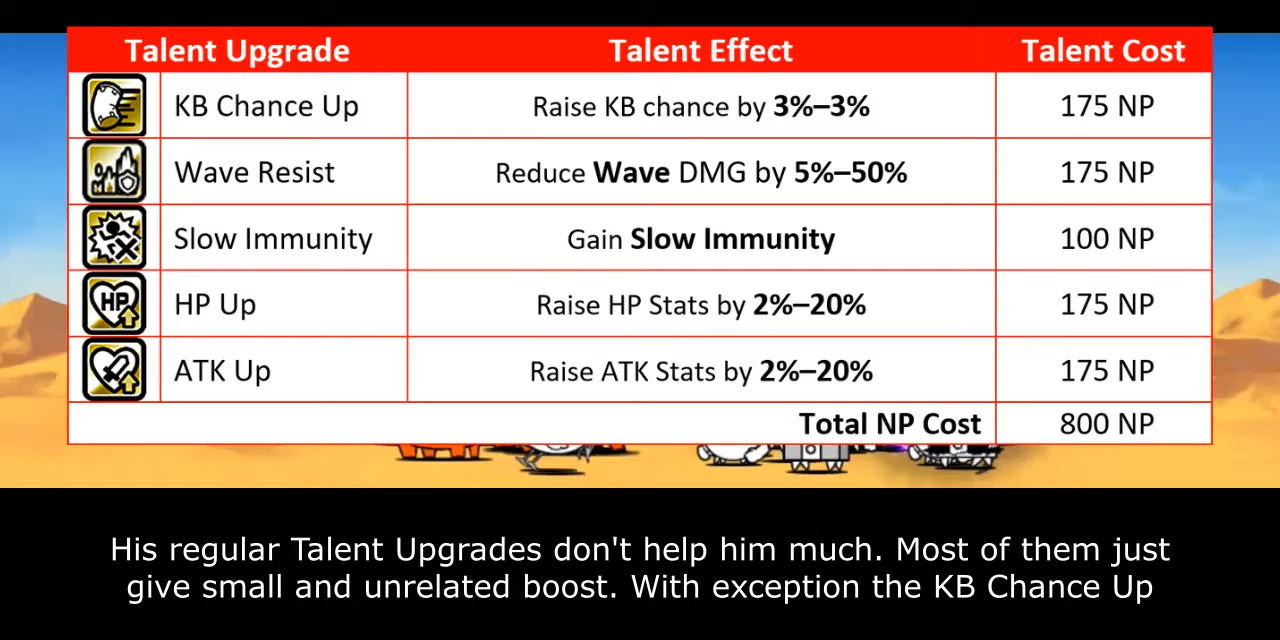 Talent Upgrade Talent Effect Talent Cost
KB Chance Up Raise KB chance by 3%–3% 175 NP
Wave Resist Reduce Wave DMG by 5%–50% 175 NP
Slow Immunity Gain Slow Immunity 100 NP
HP HP Up Raise HP Stats by 2%–20% 175 NP
ATK Up Raise ATK Stats by 2%–20% 175 NP
Total NP Cost 800 NP
His regular Talent Upgrades don't help him much. Most of them just
give small and unrelated boost. With exception the KB Chance Up